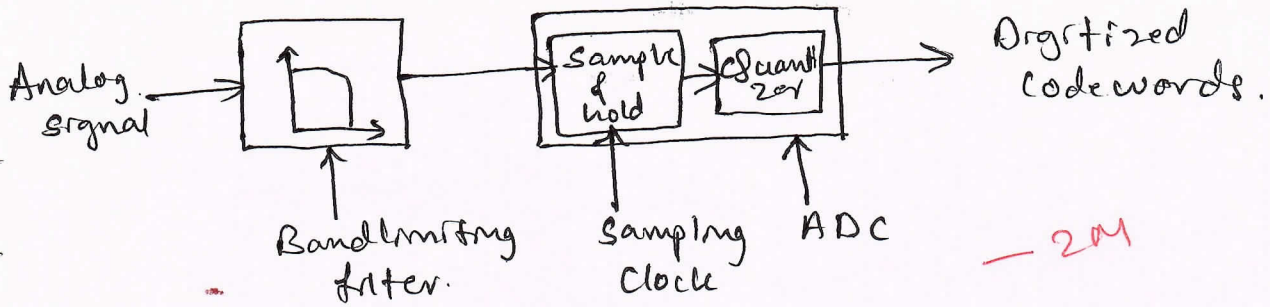 Analog
signal
Sample
&
hold
Quanti
zer
Digitized
codewords.
Bandlimiting
filter.
Sampling
Clock
ADC
- 2M